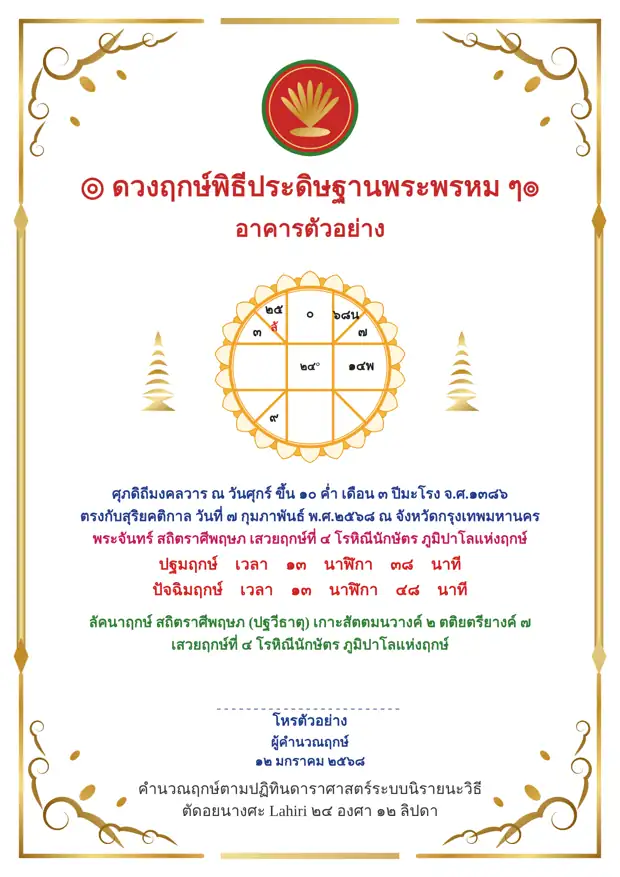 ๏ ดวงฤกษ์พิธีประดิษฐานพระพรหม ๆ๏
อาคารตัวอย่าง
๒๕ ๐ ๖๘น
๓ ลั ๗
๒๔° ๑๔พ
๙
ศุภดิถีมงคลวาร ณ วันศุกร์ ขึ้น ๑๐ ค่ำ เดือน ๓ ปีมะโรง จ.ศ.๑๓๘๖
ตรงกับสุริยคติกาล วันที่ ๗ กุมภาพันธ์ พ.ศ.๒๕๖๘ ณ จังหวัดกรุงเทพมหานคร
พระจันทร์ สถิตราศีพฤษภ เสวยฤกษ์ที่ ๔ โรหิณีนักษัตร ภูมิปาโลแห่งฤกษ์
ปฐมฤกษ์ เวลา ๑๓ นาฬิกา ๓๘ นาที
ปัจฉิมฤกษ์ เวลา ๑๓ นาฬิกา ๔๘ นาที
ลัคนาฤกษ์ สถิตราศีพฤษภ (ปฐวีธาตุ) เกาะสัตตมนวางค์ ๒ ตติยตรียางค์ ๗
เสวยฤกษ์ที่ ๔ โรหิณีนักษัตร ภูมิปาโลแห่งฤกษ์
โหรตัวอย่าง
ผู้คำนวณฤกษ์
๑๒ มกราคม ๒๕๖๘
คำนวณฤกษ์ตามปฏิทินดาราศาสตร์ระบบนิรายนะวิธี
ตัดอยนางศะ Lahiri ๒๔ องศา ๑๒ ลิปดา